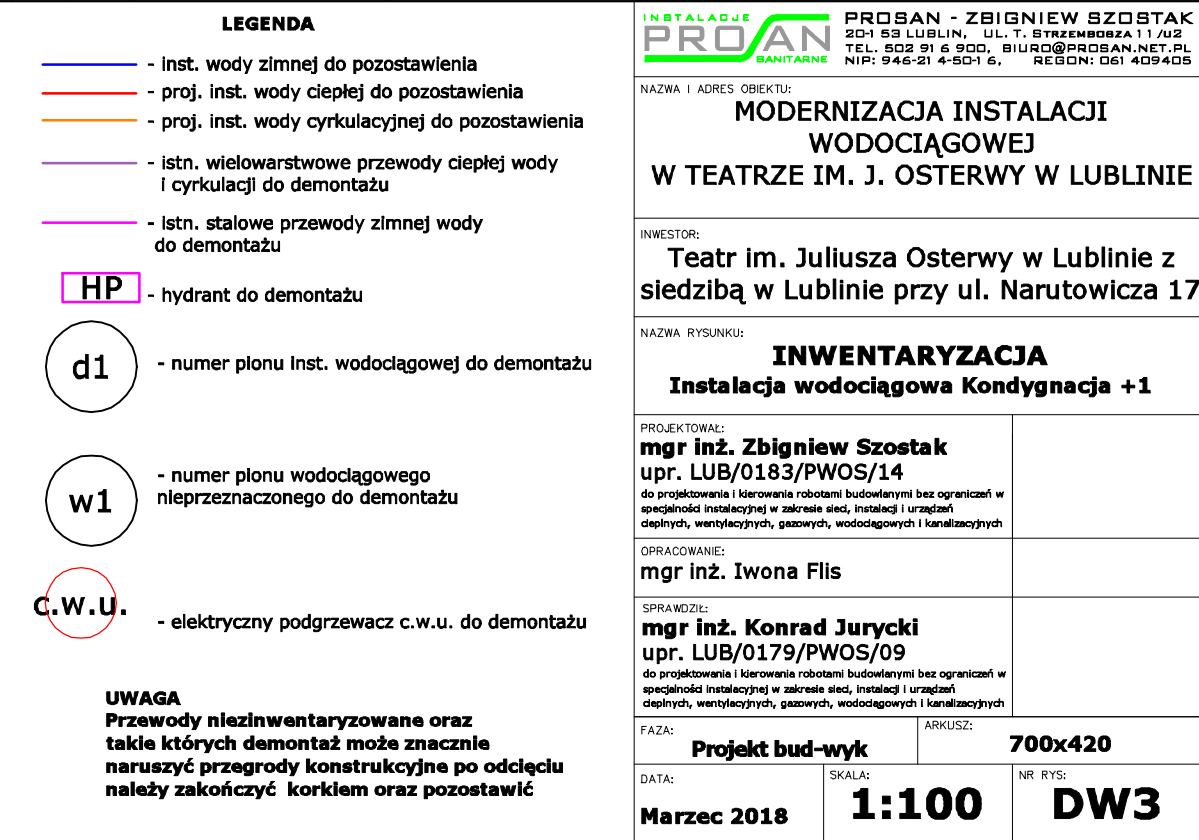 LEGENDA
- inst. wody zimnej do pozostawienia
- proj. inst. wody ciepłej do pozostawienia
- proj. inst. wody cyrkulacyjnej do pozostawienia
- istn. wielowarstwowe przewody ciepłej wody
i cyrkulacji do demontażu
- istn. stalowe przewody zimnej wody
do demontażu
HP
- hydrant do demontażu
d1
- numer pionu inst. wodociągowej do demontażu
w1
- numer pionu wodociągowego
nieprzeznaczonego do demontażu
c.w.u.
- elektryczny podgrzewacz c.w.u. do demontażu
UWAGA
Przewody niezinwentaryzowane oraz
takie których demontaż może znacznie
naruszyć przegrody konstrukcyjne po odcięciu
należy zakończyć korkiem oraz pozostawić
INSTALACJE
PROSAN
SANITARNE
PROSAN - ZBIGNIEW SZOSTAK
20-153 LUBLIN, UL. T. STRZEMBOSZA 11/U2
TEL. 502 916 900, BIURO@PROSAN.NET.PL
NIP: 946-214-50-16, REGON: 061409405
NAZWA I ADRES OBIEKTU:
MODERNIZACJA INSTALACJI
WODOCIĄGOWEJ
W TEATRZE IM. J. OSTERWY W LUBLINIE
INWESTOR:
Teatr im. Juliusza Osterwy w Lublinie z
siedzibą w Lublinie przy ul. Narutowicza 17
NAZWA RYSUNKU:
INWENTARYZACJA
Instalacja wodociągowa Kondygnacja +1
PROJEKTOWAŁ:
mgr inż. Zbigniew Szostak
upr. LUB/0183/PWOS/14
do projektowania i kierowania robotami budowlanymi bez ograniczeń w
specjalności instalacyjnej w zakresie sieci, instalacji i urządzeń
cieplnych, wentylacyjnych, gazowych, wodociągowych i kanalizacyjnych
OPRACOWANIE:
mgr inż. Iwona Flis
SPRAWDZIŁ:
mgr inż. Konrad Jurycki
upr. LUB/0179/PWOS/09
do projektowania i kierowania robotami budowlanymi bez ograniczeń w
specjalności instalacyjnej w zakresie sieci, instalacji i urządzeń
cieplnych, wentylacyjnych, gazowych, wodociągowych i kanalizacyjnych
FAZA:
Projekt bud-wyk
ARKUSZ:
700x420
DATA:
Marzec 2018
SKALA:
1:100
NR RYS:
DW3